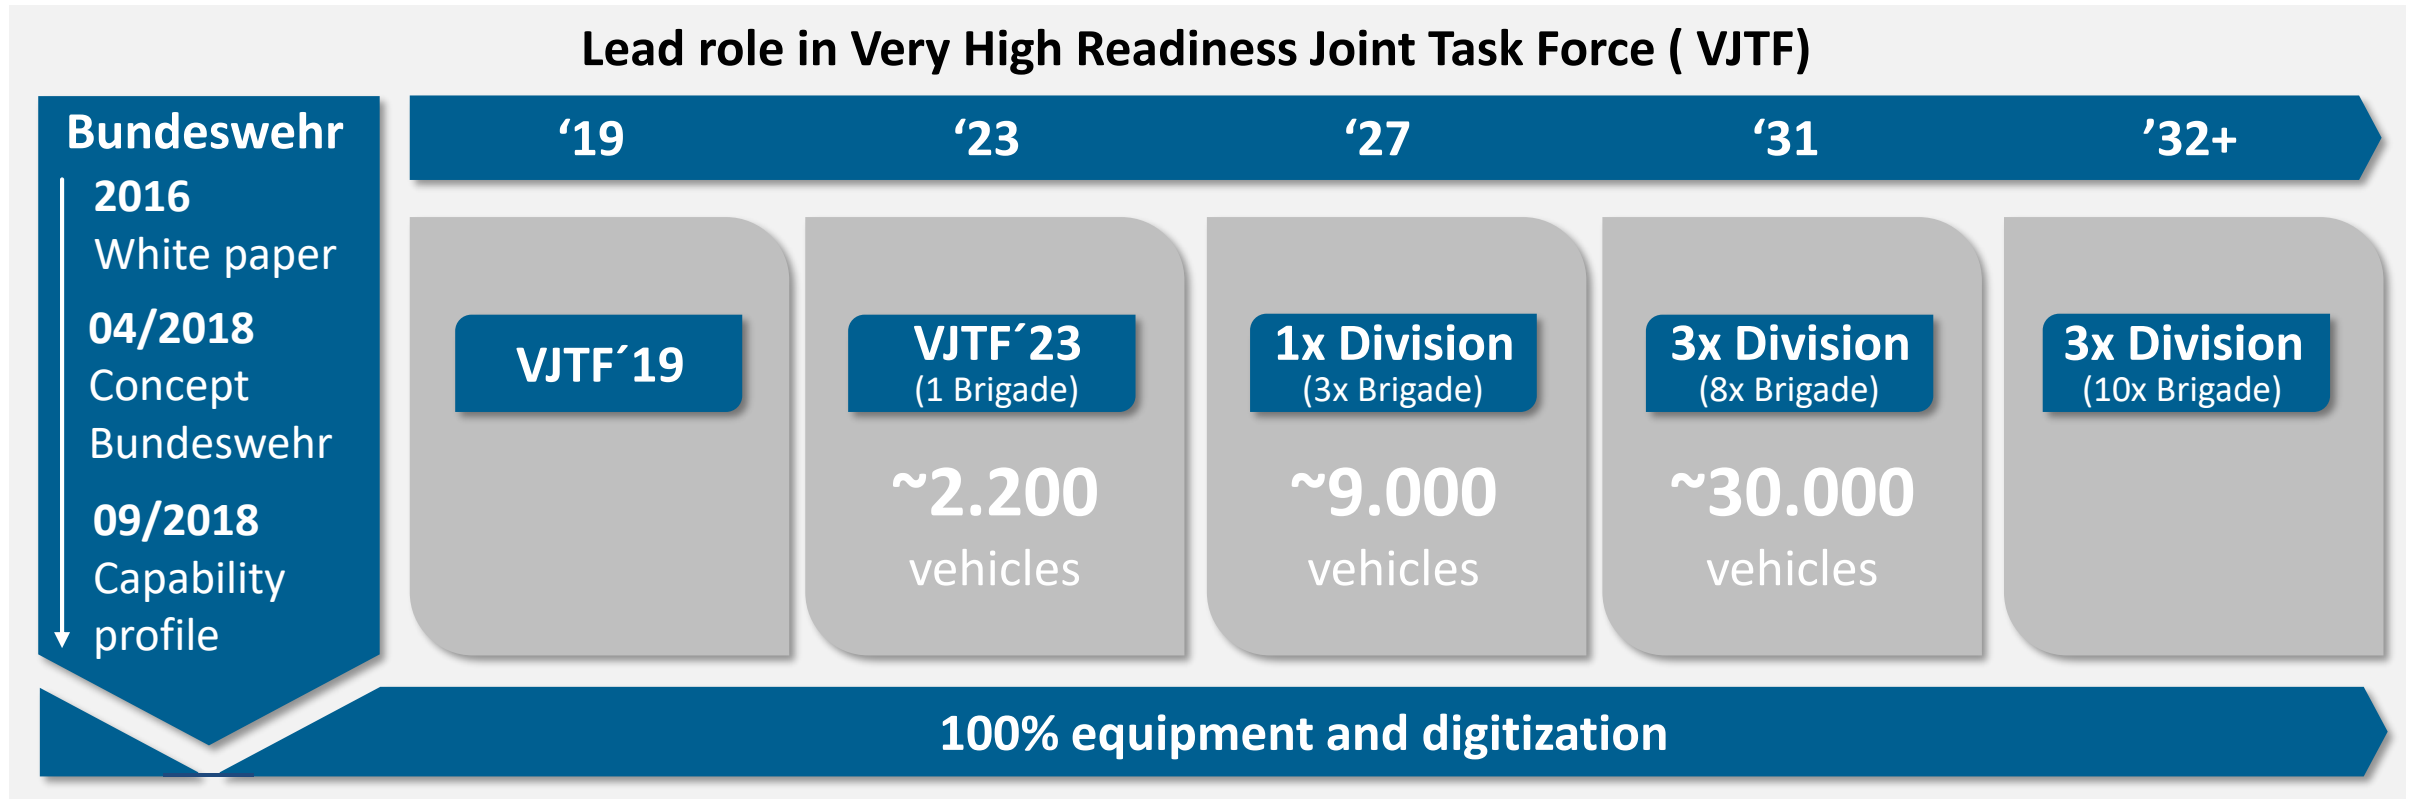 Lead role in Very High Readiness Joint Task Force ( VJTF)
Bundeswehr
2016
White paper
04/2018
Concept
Bundeswehr
09/2018
Capability
profile
‘19
‘23
‘27
‘31
’32+
VJTF´19
VJTF´23
(1 Brigade)
~2.200
vehicles
1x Division
(3x Brigade)
~9.000
vehicles
3x Division
(8x Brigade)
~30.000
vehicles
3x Division
(10x Brigade)
100% equipment and digitization